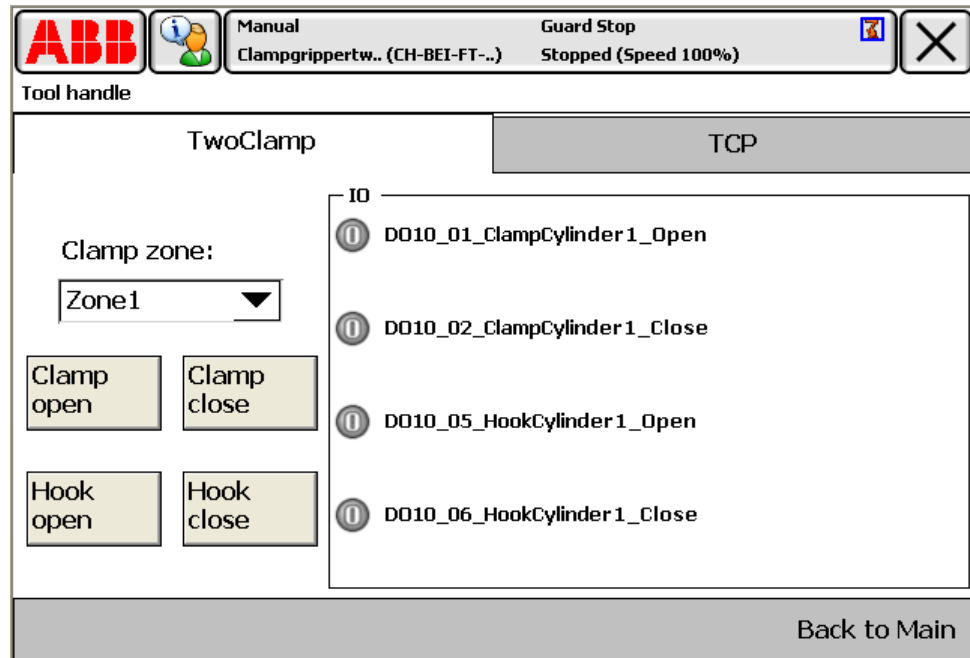 ABB
Manual
Clampgrippertw.. (CH-BEI-FT-..)
Guard Stop
Stopped (Speed 100%)
Tool handle
TwoClamp
TCP
Clamp zone:
Zone1
Clamp
open
Clamp
close
Hook
open
Hook
close
IO
DO10_01_ClampCylinder1_Open
DO10_02_ClampCylinder1_Close
DO10_05_HookCylinder1_Open
DO10_06_HookCylinder1_Close
Back to Main